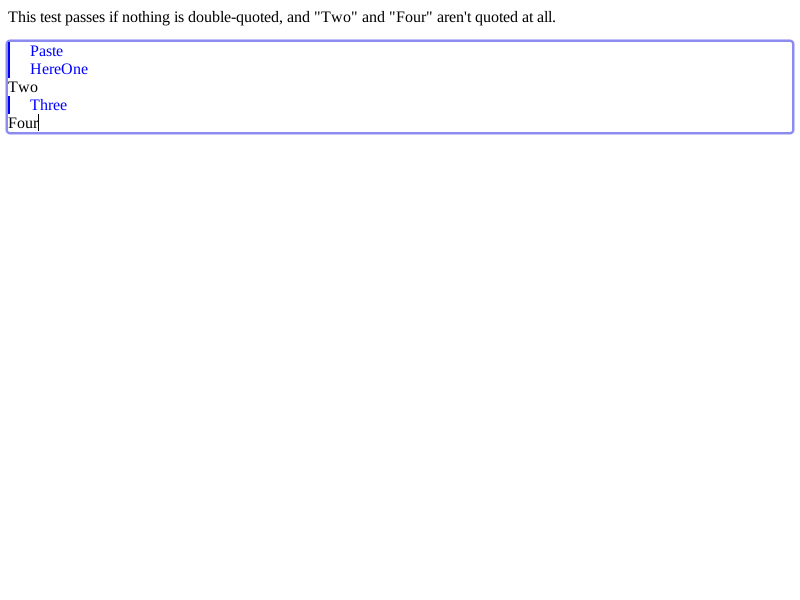 This test passes if nothing is double-quoted, and "Two" and "Four" aren't quoted at all.
Paste
HereOne
Two
Three
Four